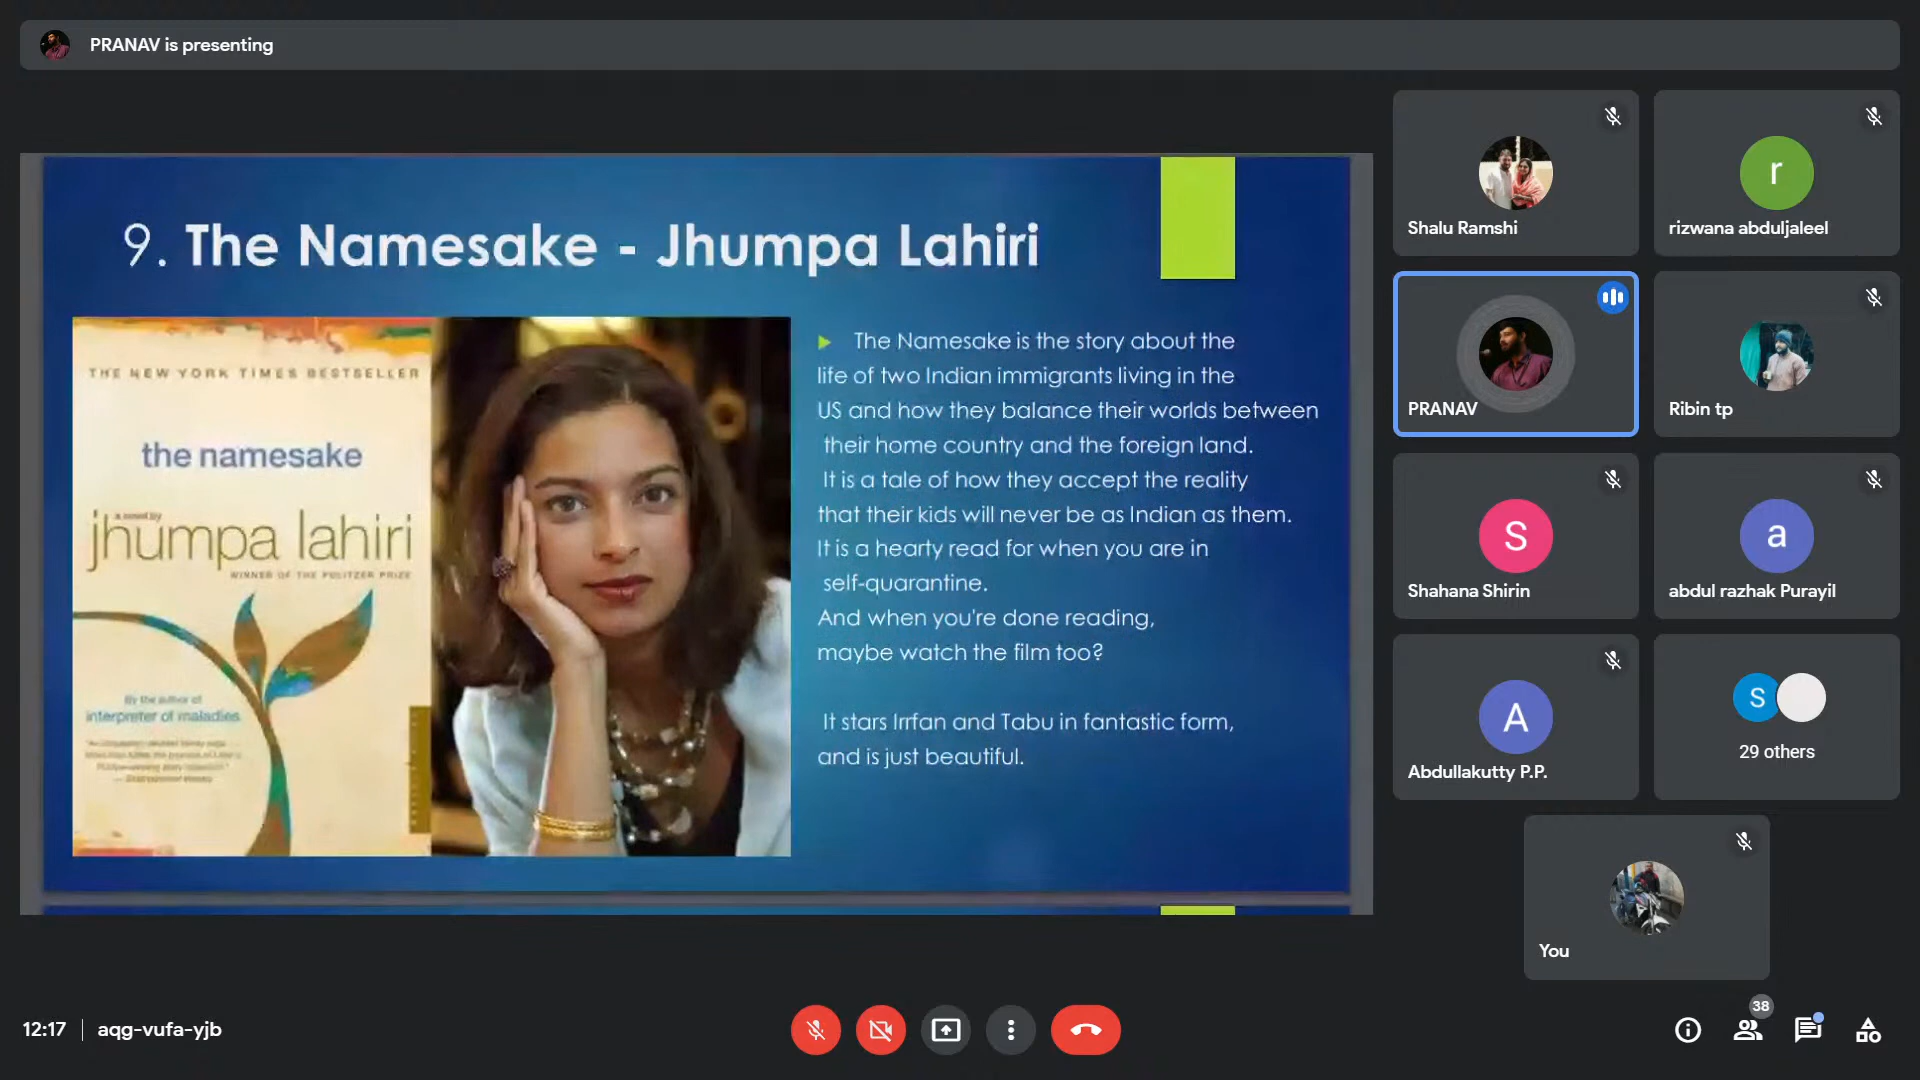 PRANAV is presenting
9. The Namesake - Jhumpa Lahiri
THE NEW YORK TIMES BESTSELLER
the namesake
a novel by
jhumpa lahiri
WINNER OF THE PULITZER PRIZE
By the author of
interpreter of maladies
The Namesake is the story about the
life of two Indian immigrants living in the
US and how they balance their worlds between
their home country and the foreign land.
It is a tale of how they accept the reality
that their kids will never be as Indian as them.
It is a hearty read for when you are in
self-quarantine.
And when you're done reading,
maybe watch the film too?
It stars Irrfan and Tabu in fantastic form,
and is just beautiful.
Shalu Ramshi
r
rizwana abduljaleel
PRANAV
Ribin tp
S
Shahana Shirin
a
abdul razhak Purayil
A
Abdullakutty P.P.
S
29 others
You
12:17
aqg-vufa-yjb
38